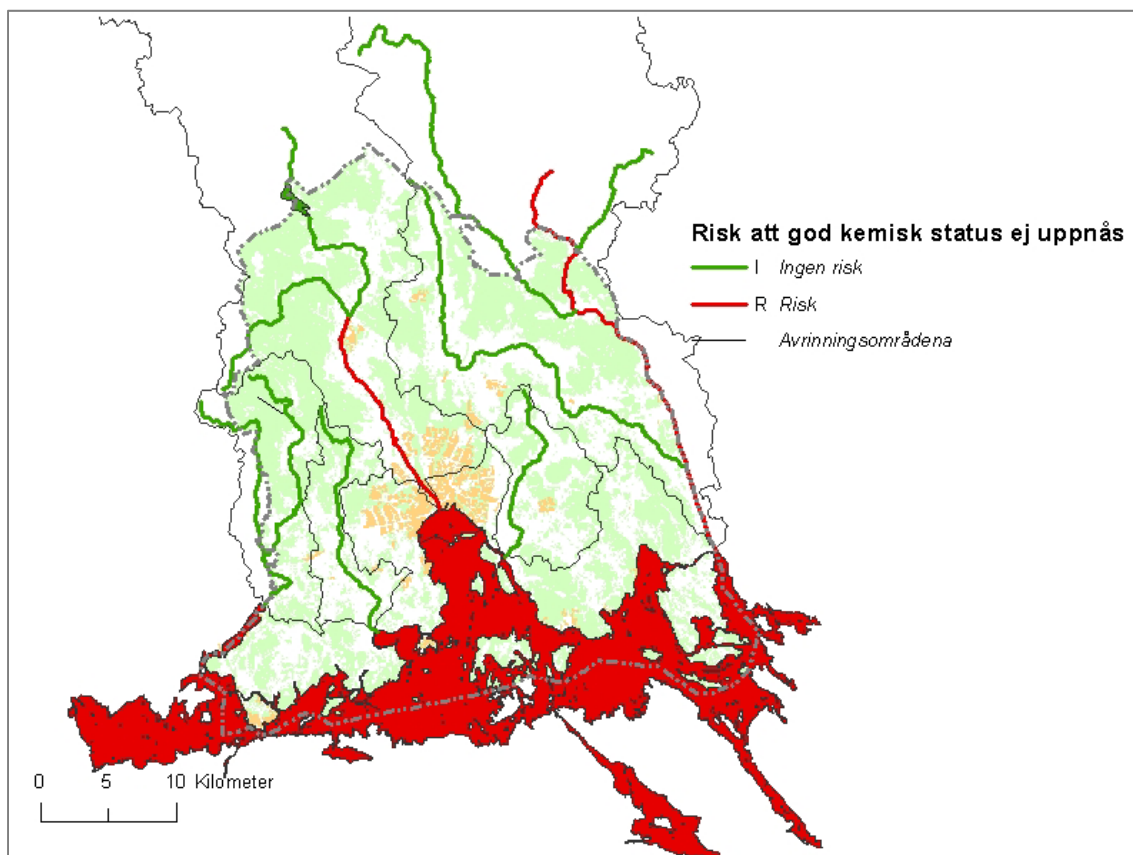 Risk att god kemisk status ej uppnås
I Ingen risk
R Risk
Avrinningsområdena
0 5 10 Kilometer